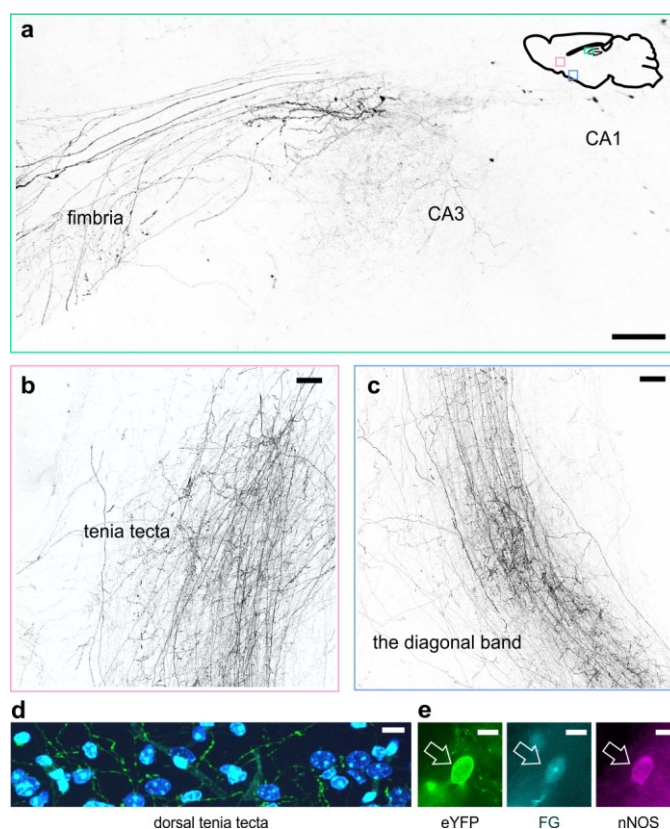 a
CA1
fimbria
CA3
b
c
tenia tecta
the diagonal band
d
e
dorsal tenia tecta
eYFP
FG
nNOS